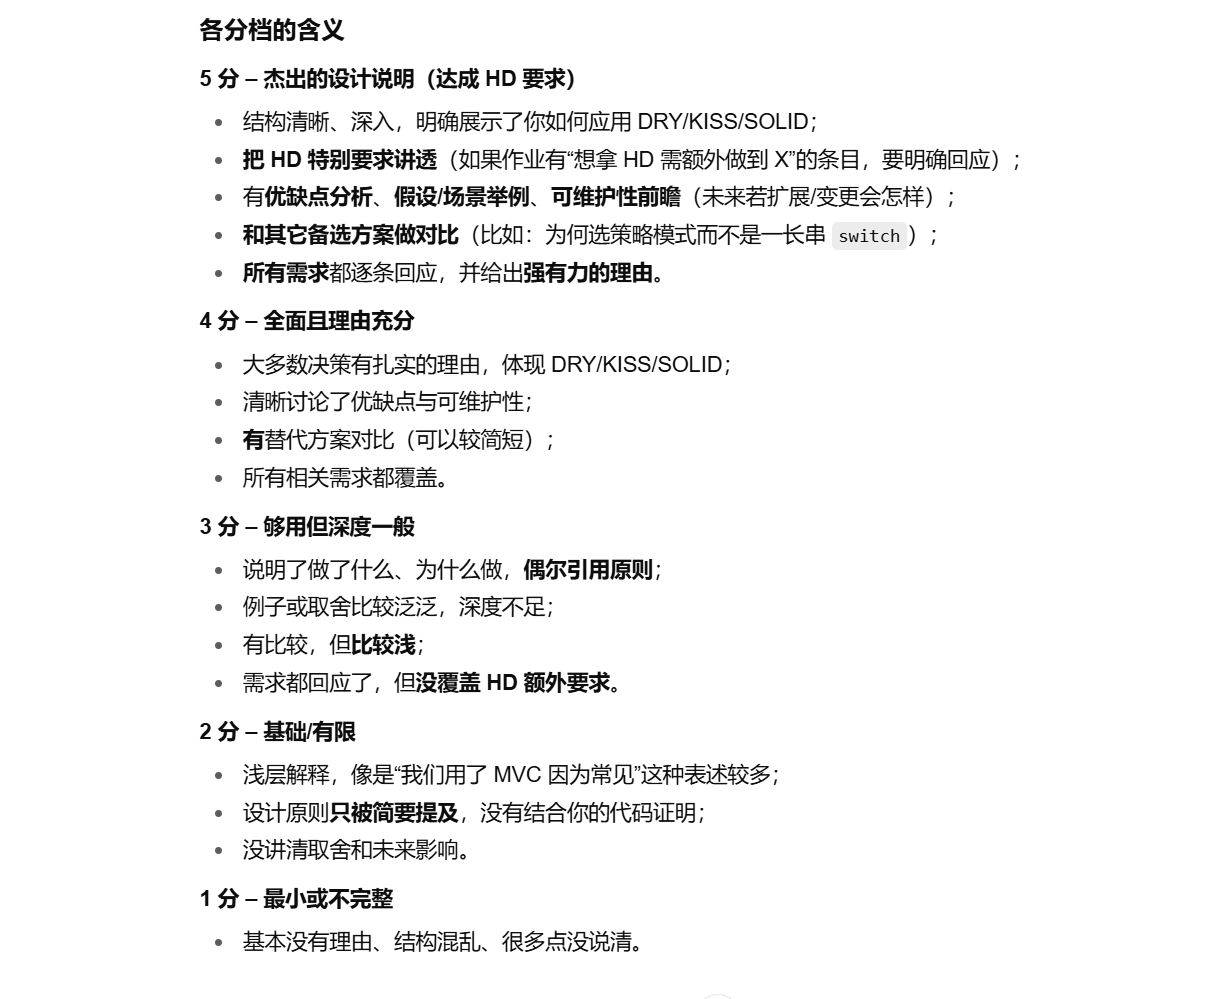 各分档的含义
5 分 – 杰出的设计说明（达成 HD 要求）
结构清晰、深入，明确展示了你如何应用 DRY/KISS/SOLID；
把 HD 特别要求讲透（如果作业有“想拿 HD 需额外做到 X”的条目，要明确回应）；
有优缺点分析、假设/场景举例、可维护性前瞻（未来若扩展/变更会怎样）；
和其它备选方案做对比（比如：为何选策略模式而不是一长串 switch）；
所有需求都逐条回应，并给出强有力的理由。
4 分 – 全面且理由充分
大多数决策有扎实的理由，体现 DRY/KISS/SOLID；
清晰讨论了优缺点与可维护性；
有替代方案对比（可以较简短）；
所有相关需求都覆盖。
3 分 – 够用但深度一般
说明了做了什么、为什么做，偶尔引用原则；
例子或取舍比较泛泛，深度不足；
有比较，但比较浅；
需求都回应了，但没覆盖 HD 额外要求。
2 分 – 基础/有限
浅层解释，像是“我们用了 MVC 因为常见”这种表述较多；
设计原则只被简要提及，没有结合你的代码证明；
没讲清取舍和未来影响。
1 分 – 最小或不完整
基本没有理由、结构混乱、很多点没说清。